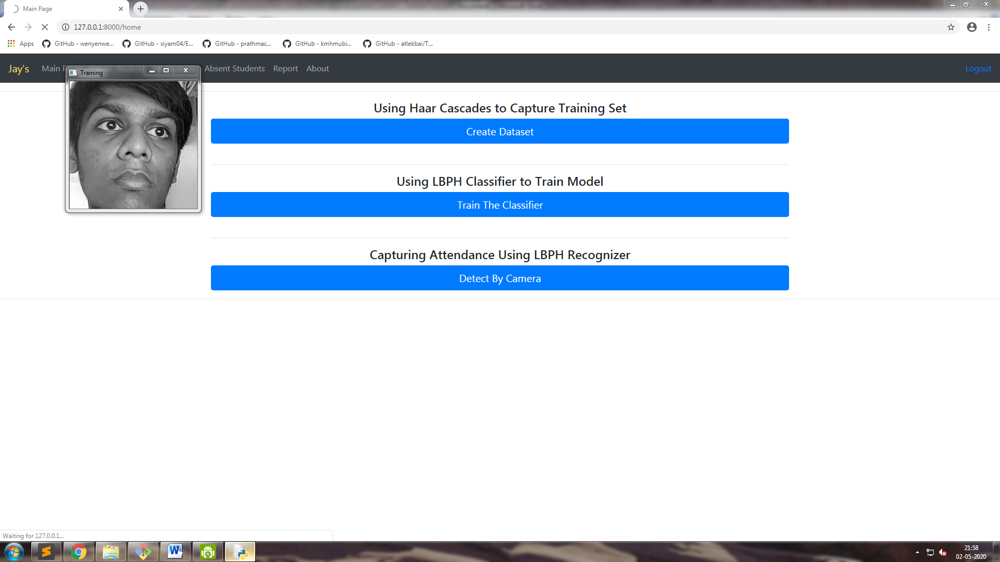 Main Page
127.0.0.1:8000/home
Apps GitHub - wenyenwe... GitHub - siyam04/E... GitHub - prathmac... GitHub - kmhmubi... GitHub - atlekbai/T...
Jay's Main Absent Students Report About Logout
Training
Using Haar Cascades to Capture Training Set
Create Dataset
Using LBPH Classifier to Train Model
Train The Classifier
Capturing Attendance Using LBPH Recognizer
Detect By Camera
Waiting for 127.0.0.1...
21:58
02-05-2020